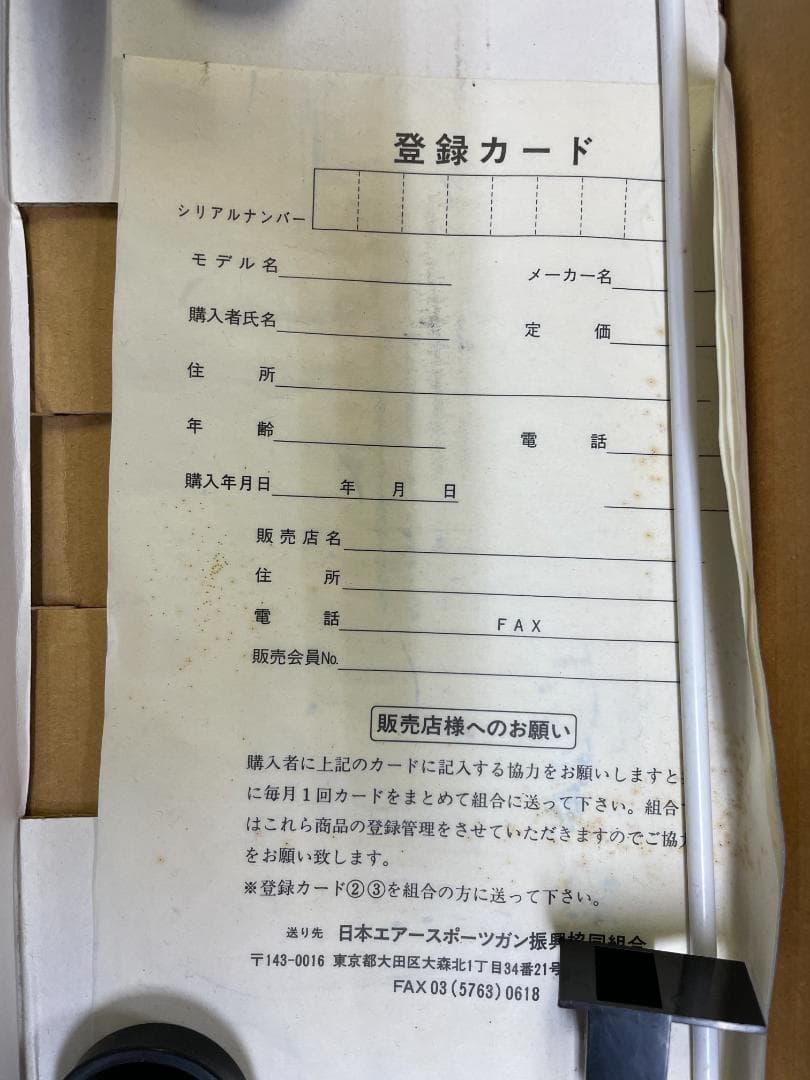 登録カード
シリアルナンバー
モデル名 メーカー名
購入者氏名 定価
住所
年齢 電話
購入年月日 年 月 日
販売店名
住所
電話 FAX
販売会員No.
販売店様へのお願い
購入者に上記のカードに記入する協力をお願いしますと
に毎月1回カードをまとめて組合に送って下さい。組合
はこれら商品の登録管理をさせていただきますのでご協力
をお願い致します。
※登録カード②③を組合の方に送って下さい。
送り先 日本エアースポーツガン振興協同組合
〒143-0016 東京都大田区大森北1丁目34番21号
FAX 03(5763)0618